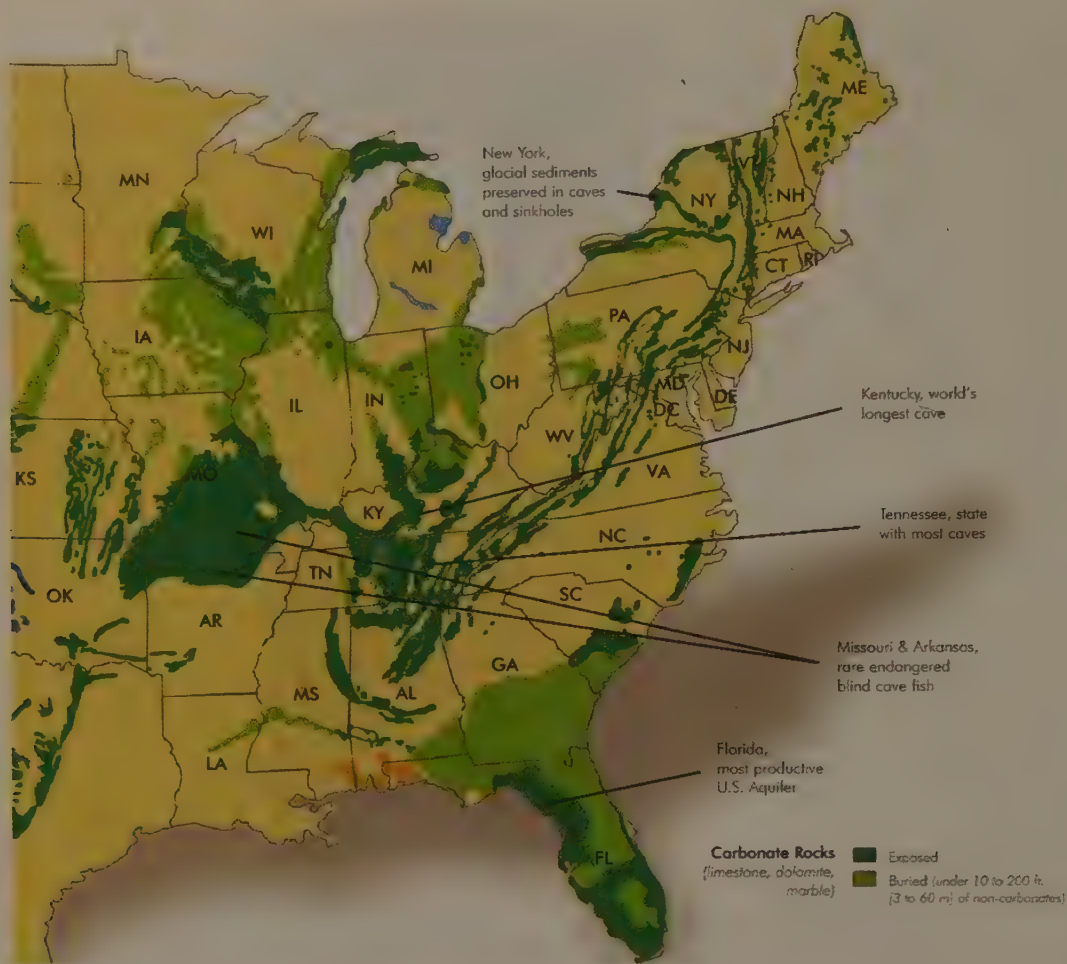 ME
New York,
glacial sediments
preserved in caves
and sinkholes
MN
WI
MI
NY
VT
NH
MA
CT
RI
IA
PA
NJ
IL
IN
OH
MD
DE
DC
WV
VA
Kentucky, world's
longest cave
KS
MO
KY
Tennessee, state
with most caves
NC
TN
OK
AR
SC
Missouri & Arkansas,
rare endangered
blind cave fish
MS
AL
GA
LA
Florida,
most productive
U.S. Aquifer
FL
Carbonate Rocks
(limestone, dolomite,
marble)
Exposed
Buried (under 10 to 200 ft.
(3 to 60 m) of non-carbonates)